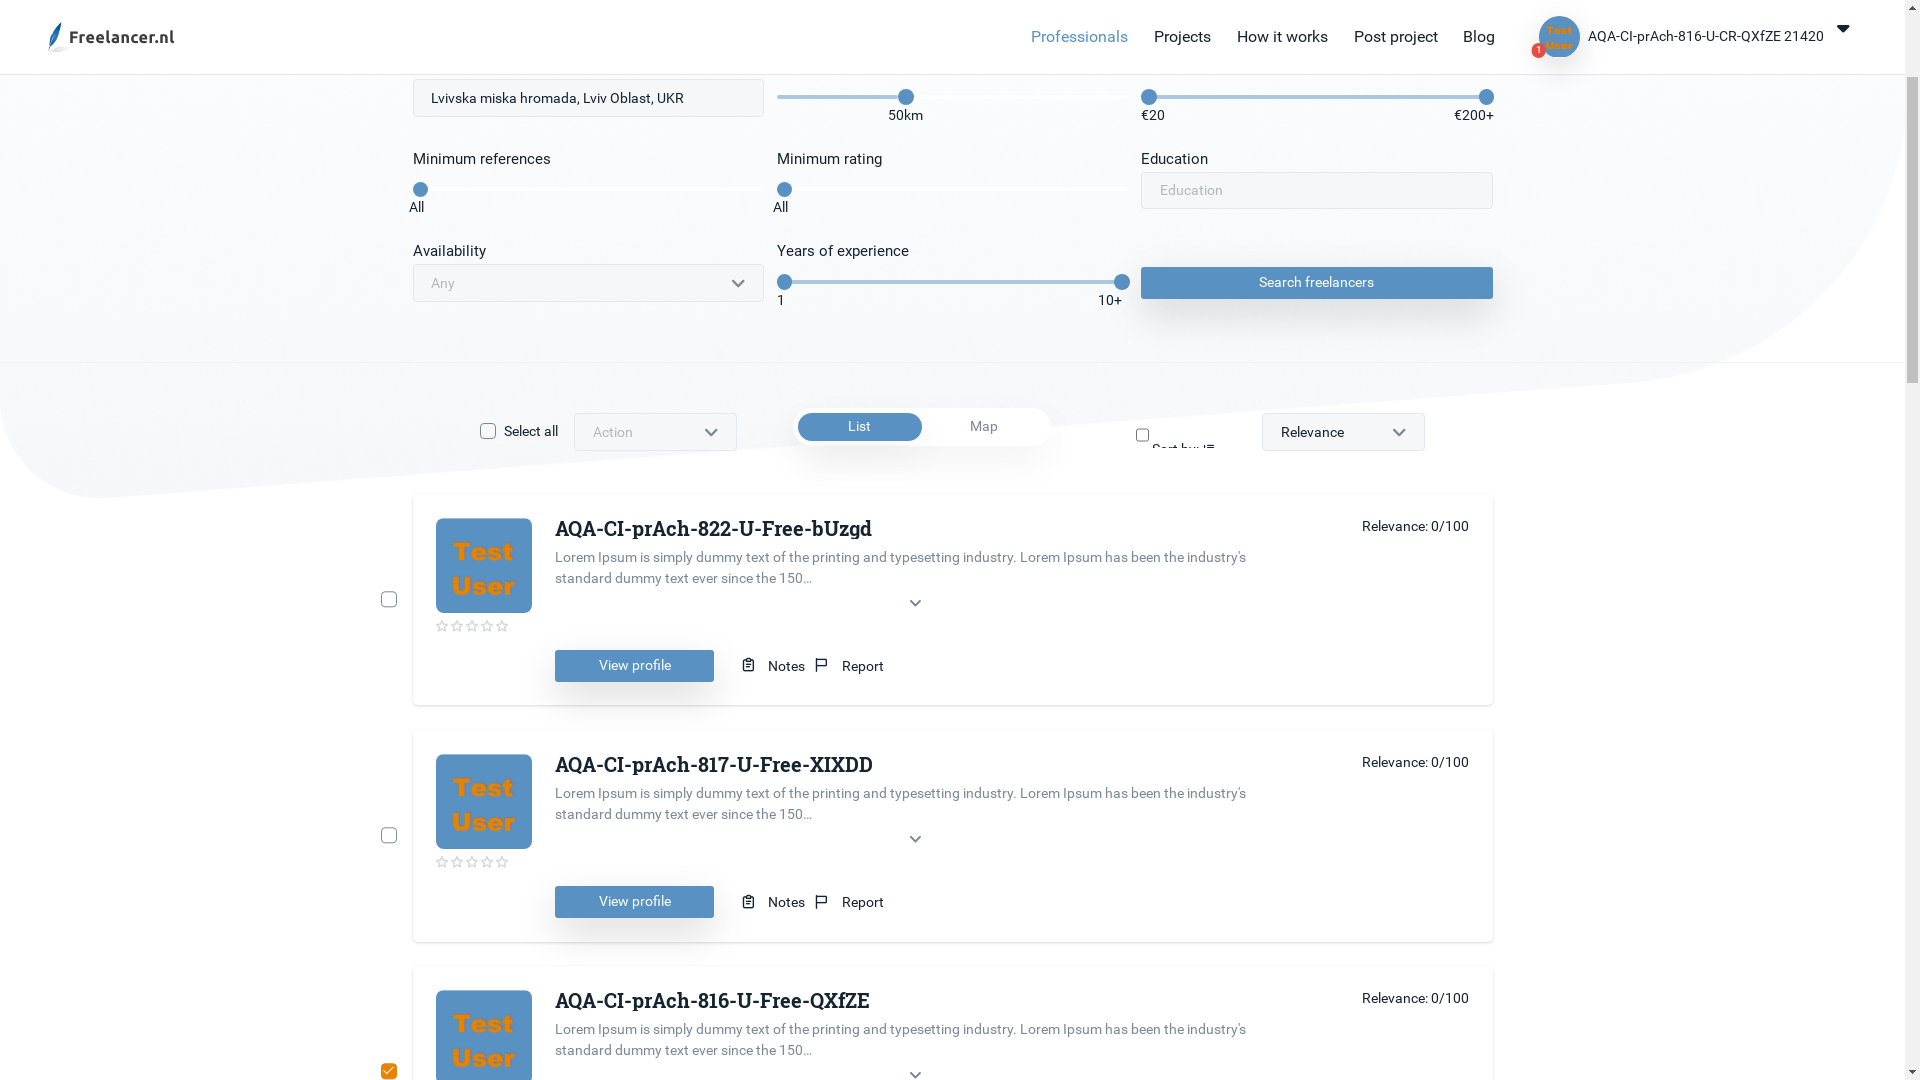 Freelancer.nl
Professionals
Projects
How it works
Post project
Blog
Test
User
1
AQA-CI-prAch-816-U-CR-QXfZE 21420
Lvivska miska hromada, Lviv Oblast, UKR
50km
€20
€200+
Minimum references
All
Minimum rating
All
Education
Education
Availability
Any
Years of experience
1
10+
Search freelancers
Select all
Action
List
Map
Sort by:
Relevance
Test
User
AQA-CI-prAch-822-U-Free-bUzgd
Relevance: 0/100
Lorem Ipsum is simply dummy text of the printing and typesetting industry. Lorem Ipsum has been the industry's
standard dummy text ever since the 150...
View profile
Notes
Report
Test
User
AQA-CI-prAch-817-U-Free-XIXDD
Relevance: 0/100
Lorem Ipsum is simply dummy text of the printing and typesetting industry. Lorem Ipsum has been the industry's
standard dummy text ever since the 150...
View profile
Notes
Report
Test
User
AQA-CI-prAch-816-U-Free-QXfZE
Relevance: 0/100
Lorem Ipsum is simply dummy text of the printing and typesetting industry. Lorem Ipsum has been the industry's
standard dummy text ever since the 150...